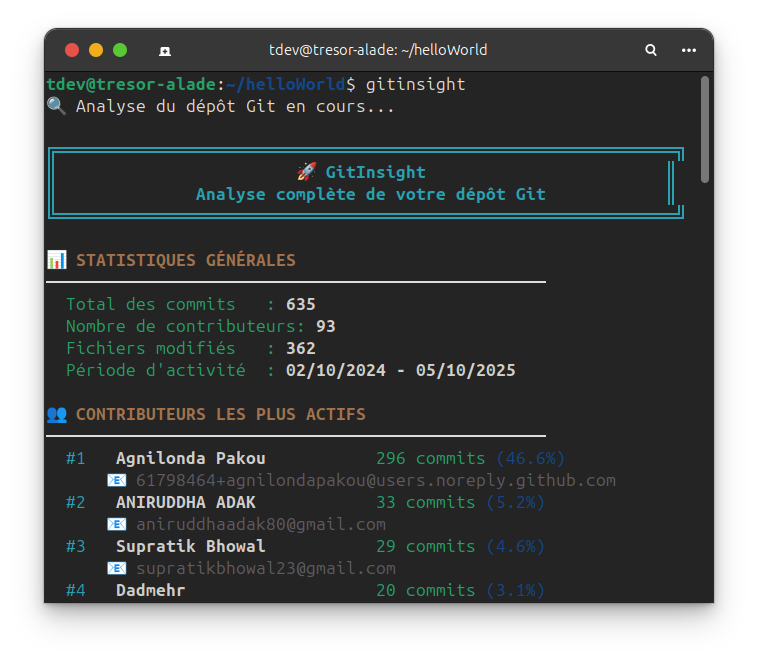 tdev@tresor-alade: ~/helloWorld
tdev@tresor-alade:~/helloWorld$ gitinsight
🔍 Analyse du dépôt Git en cours...
🚀 GitInsight
Analyse complète de votre dépôt Git
📊 STATISTIQUES GÉNÉRALES
Total des commits   : 635
Nombre de contributeurs: 93
Fichiers modifiés   : 362
Période d'activité  : 02/10/2024 - 05/10/2025
👥 CONTRIBUTEURS LES PLUS ACTIFS
#1   Agnilonda Pakou           296 commits (46.6%)
📧 61798464+agnilondapakou@users.noreply.github.com
#2   ANIRUDDHA ADAK            33 commits (5.2%)
📧 aniruddhaadak80@gmail.com
#3   Supratik Bhowal           29 commits (4.6%)
📧 supratikbhowal23@gmail.com
#4   Dadmehr                   20 commits (3.1%)